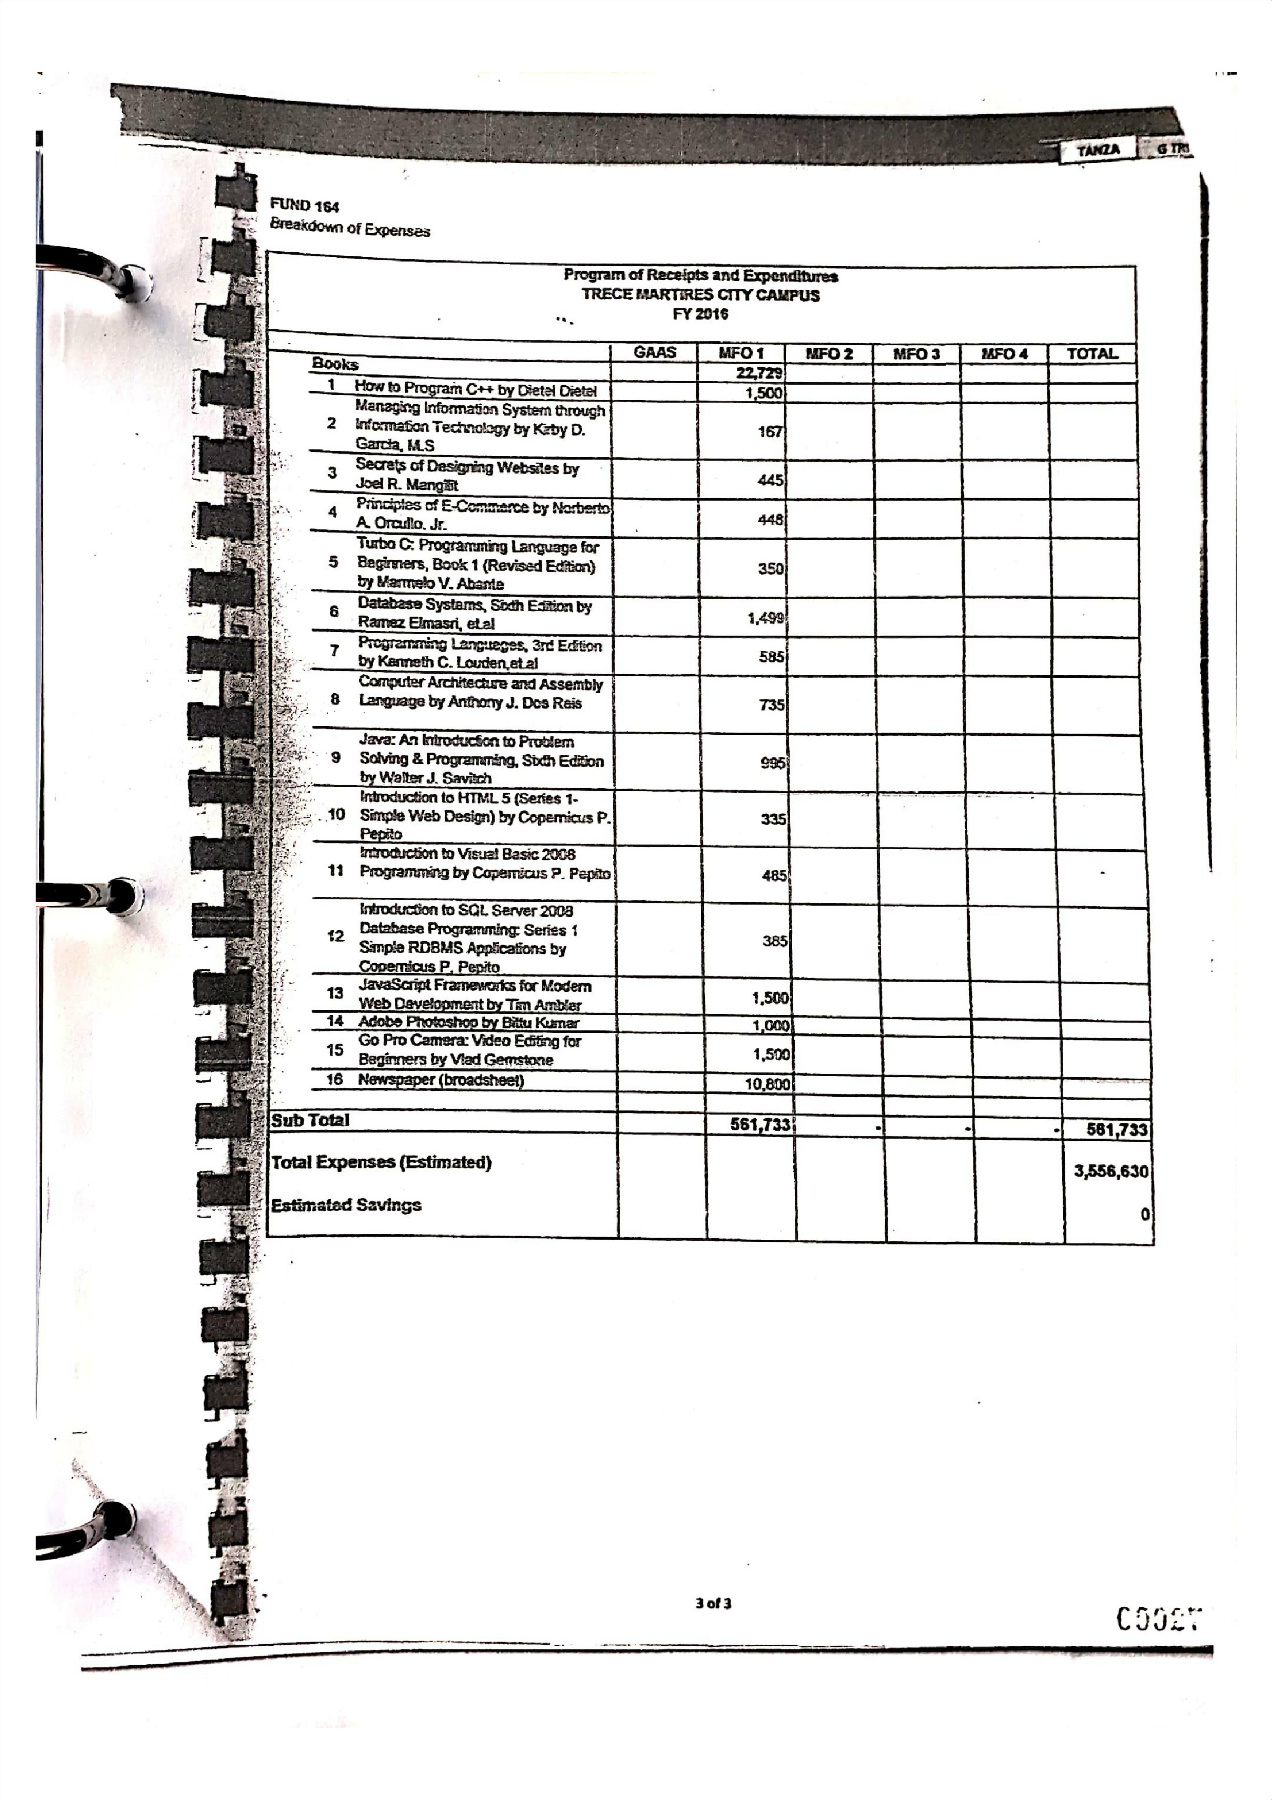 TANZA
G TR
FUND 164
Breakdown of Expenses
Program of Receipts and Expenditures
TRECE MARTIRES CITY CAMPUS
FY 2016
GAAS MFO 1 MFO 2 MFO 3 MFO 4 TOTAL
Books 22,729
1 How to Program C++ by Dietel Dietel 1,500
Managing Information System through
2 Information Technology by Kirby D. 167
Garcia, M.S
3 Secrets of Designing Websites by 445
Joel R. Mangilit
4 Principles of E-Commerce by Norberto 448
A. Orcullo. Jr.
Turbo C: Programming Language for
5 Beginners, Book 1 (Revised Edition) 350
by Marmelo V. Abante
6 Database Systems, Sixth Edition by 1,499
Ramez Elmasri, et.al
7 Programming Languages, 3rd Edition 585
by Kenneth C. Louden,et.al
Computer Architecture and Assembly
8 Language by Anthony J. Dos Reis 735
Java: An Introduction to Problem
9 Solving & Programming, Sixth Edition 995
by Walter J. Savitch
Introduction to HTML 5 (Series 1-
10 Simple Web Design) by Copernicus P. 335
Pepito
Introduction to Visual Basic 2008
11 Programming by Copernicus P. Pepito 485
Introduction to SQL Server 2008
12 Database Programming: Series 1 385
Simple RDBMS Applications by
Copernicus P. Pepito
13 JavaScript Frameworks for Modern 1,500
Web Development by Tim Ambler
14 Adobe Photoshop by Bittu Kumar 1,000
15 Go Pro Camera: Video Editing for 1,500
Beginners by Vlad Gemstone
16 Newspaper (broadsheet) 10,800
Sub Total 561,733 - - - 561,733
Total Expenses (Estimated) 3,556,630
Estimated Savings 0
3 of 3